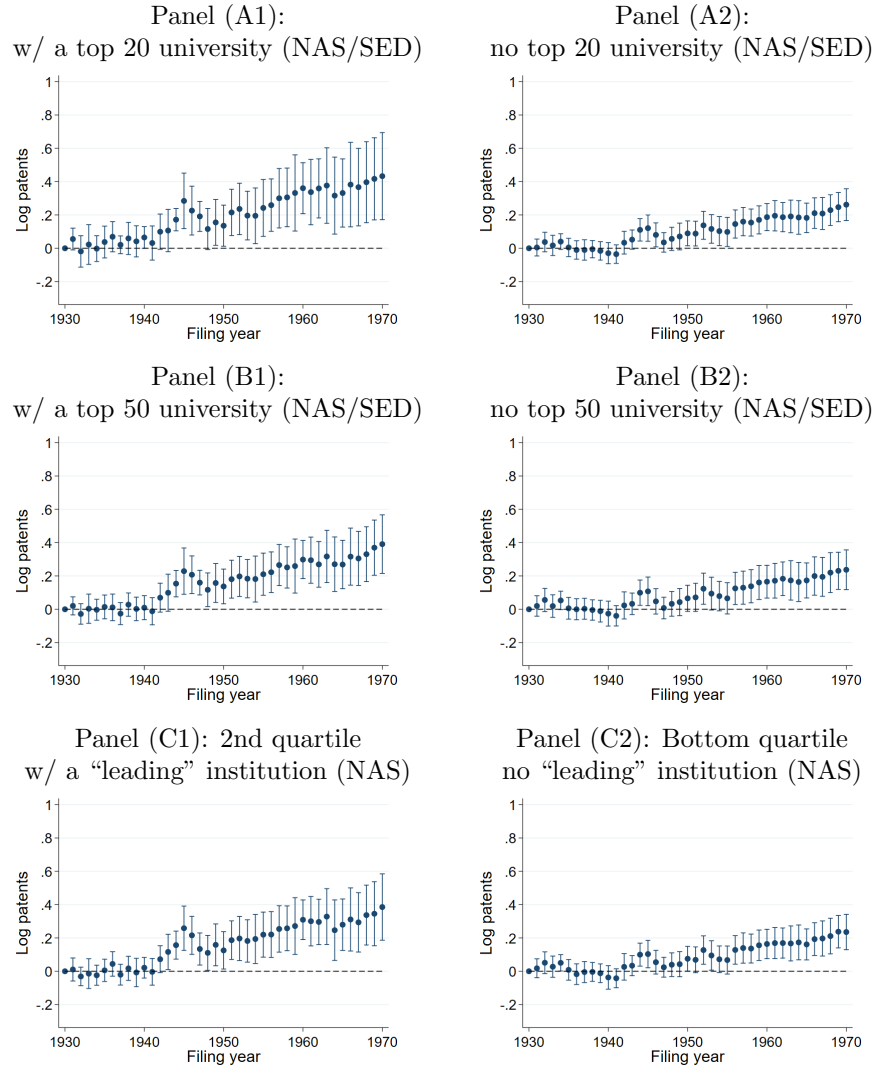 Panel (A1):
w/ a top 20 university (NAS/SED)
1
.8
.6
.4
.2
0
-.2
Log patents
1930 1940 1950 1960 1970
Filing year
Panel (A2):
no top 20 university (NAS/SED)
1
.8
.6
.4
.2
0
-.2
Log patents
1930 1940 1950 1960 1970
Filing year
Panel (B1):
w/ a top 50 university (NAS/SED)
1
.8
.6
.4
.2
0
-.2
Log patents
1930 1940 1950 1960 1970
Filing year
Panel (B2):
no top 50 university (NAS/SED)
1
.8
.6
.4
.2
0
-.2
Log patents
1930 1940 1950 1960 1970
Filing year
Panel (C1): 2nd quartile
w/ a “leading” institution (NAS)
1
.8
.6
.4
.2
0
-.2
Log patents
1930 1940 1950 1960 1970
Filing year
Panel (C2): Bottom quartile
no “leading” institution (NAS)
1
.8
.6
.4
.2
0
-.2
Log patents
1930 1940 1950 1960 1970
Filing year